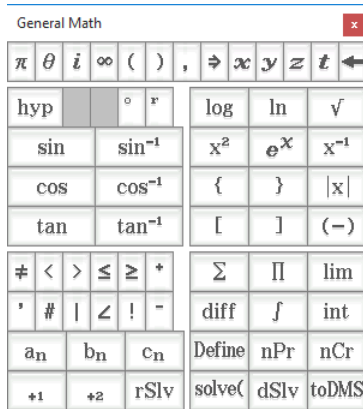 General Math x
π θ i ∞ ( ) , ⇒ x y z t ←
hyp ° r log ln √
sin sin⁻¹ x² eˣ x⁻¹
cos cos⁻¹ { } |x|
tan tan⁻¹ [ ] (−)
≠ < > ≤ ≥ Σ Π lim
' # | ∠ ! diff ∫ int
aₙ bₙ cₙ Define nPr nCr
+1 +2 rSlv solve( dSlv toDMS